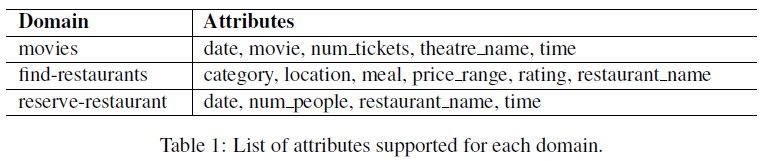 Domain Attributes
movies date, movie, num_tickets, theatre_name, time
find-restaurants category, location, meal, price_range, rating, restaurant_name
reserve-restaurant date, num_people, restaurant_name, time
Table 1: List of attributes supported for each domain.